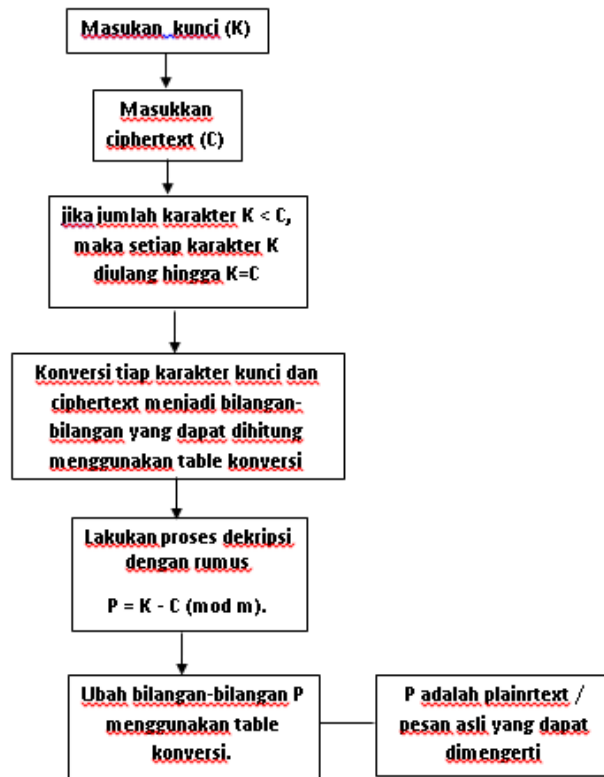 Masukan kunci (K)
Masukkan
ciphertext (C)
jika jumlah karakter K < C,
maka setiap karakter K
diulang hingga K=C
Konversi tiap karakter kunci dan
ciphertext menjadi bilangan-
bilangan yang dapat dihitung
menggunakan table konversi
Lakukan proses dekripsi
dengan rumus
P = K - C (mod m).
Ubah bilangan-bilangan P
menggunakan table
konversi.
P adalah plainrtext /
pesan asli yang dapat
dimengerti